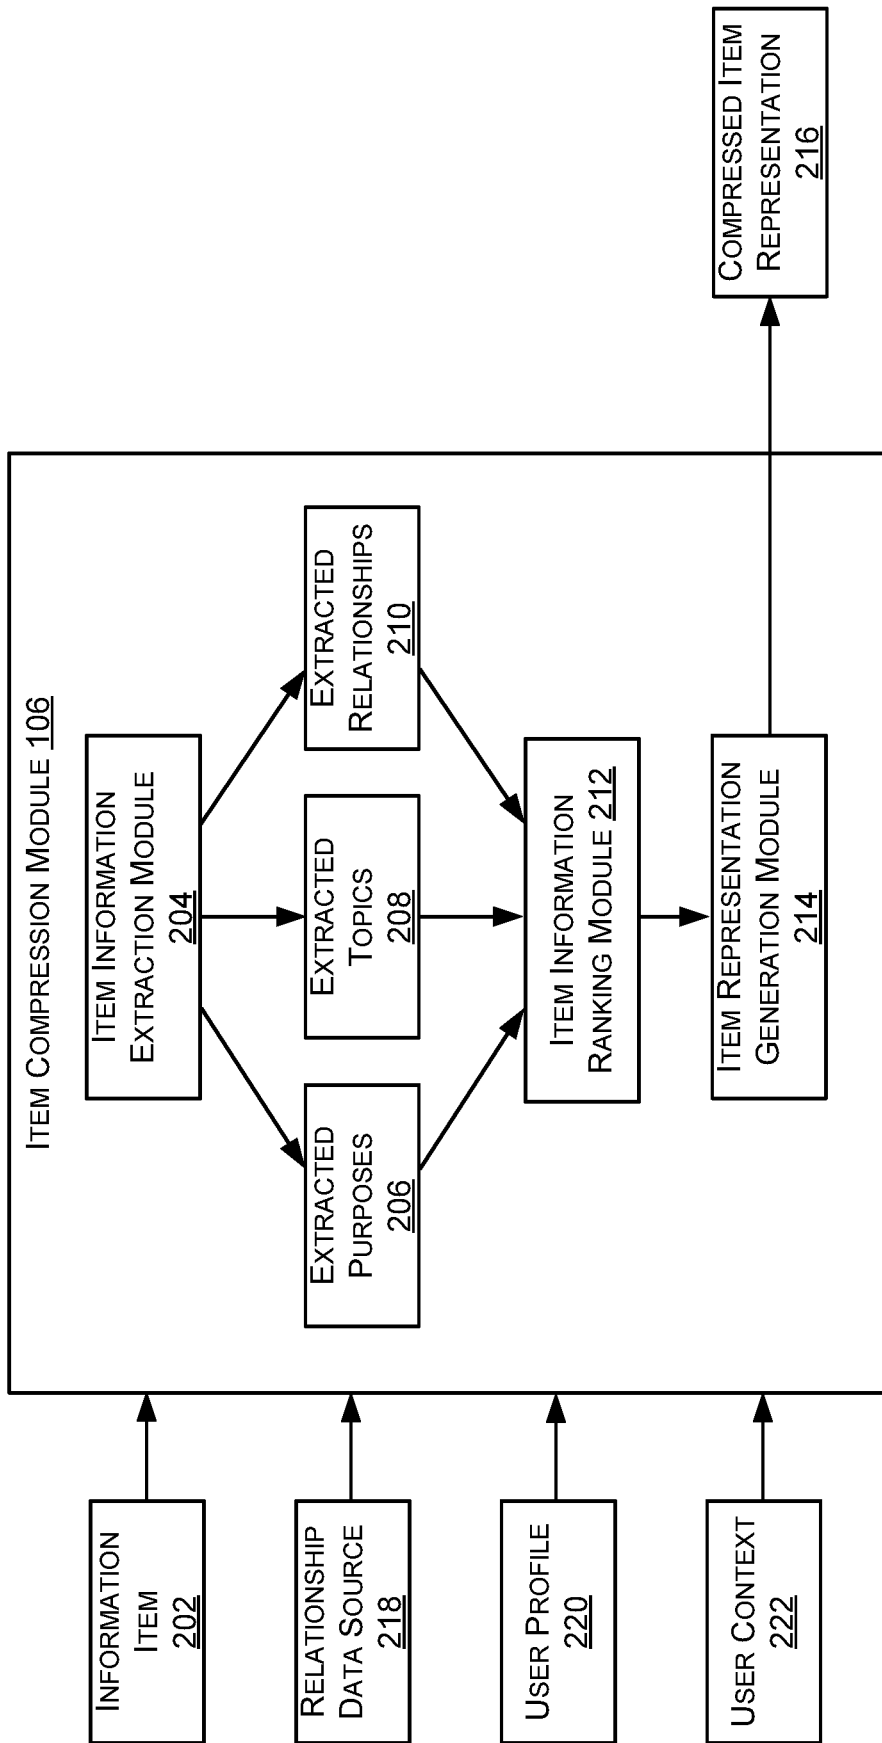 INFORMATION
ITEM
202
RELATIONSHIP
DATA SOURCE
218
USER PROFILE
220
USER CONTEXT
222
ITEM COMPRESSION MODULE 106
ITEM INFORMATION
EXTRACTION MODULE
204
EXTRACTED
PURPOSES
206
EXTRACTED
TOPICS
208
EXTRACTED
RELATIONSHIPS
210
ITEM INFORMATION
RANKING MODULE 212
ITEM REPRESENTATION
GENERATION MODULE
214
COMPRESSED ITEM
REPRESENTATION
216